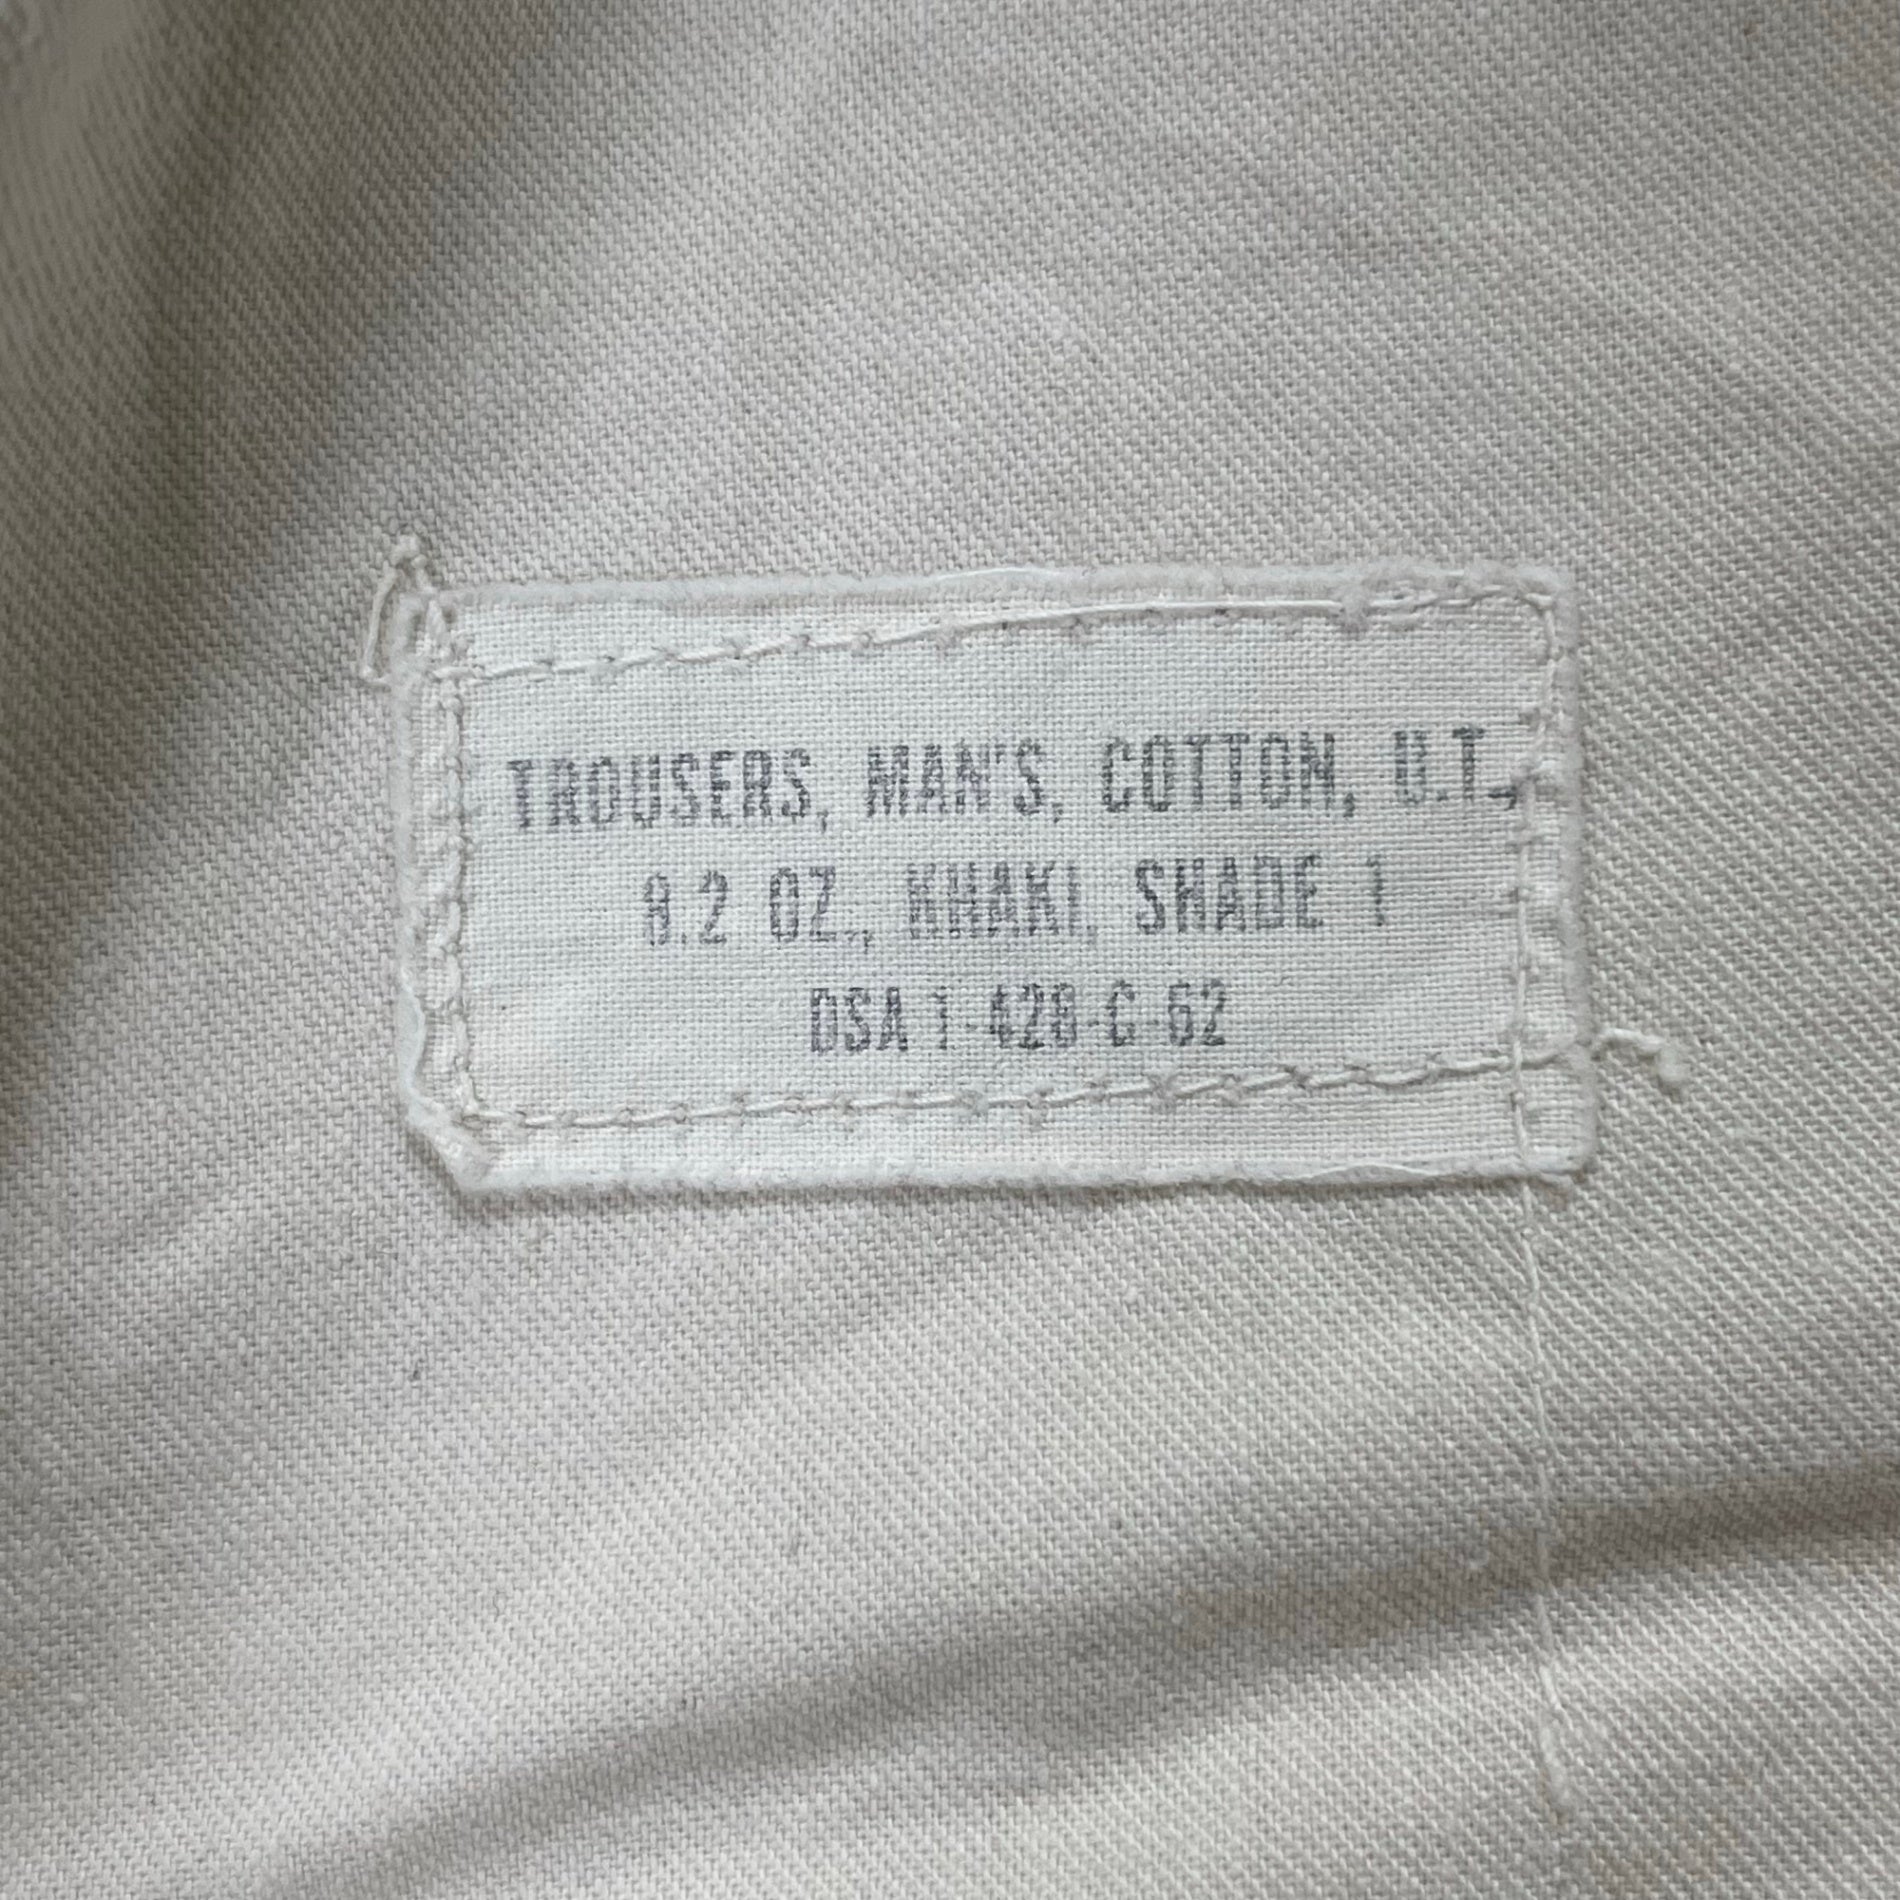 TROUSERS, MAN'S, COTTON, U.T.,
8.2 OZ., KHAKI, SHADE 1
DSA 1-428-C-62